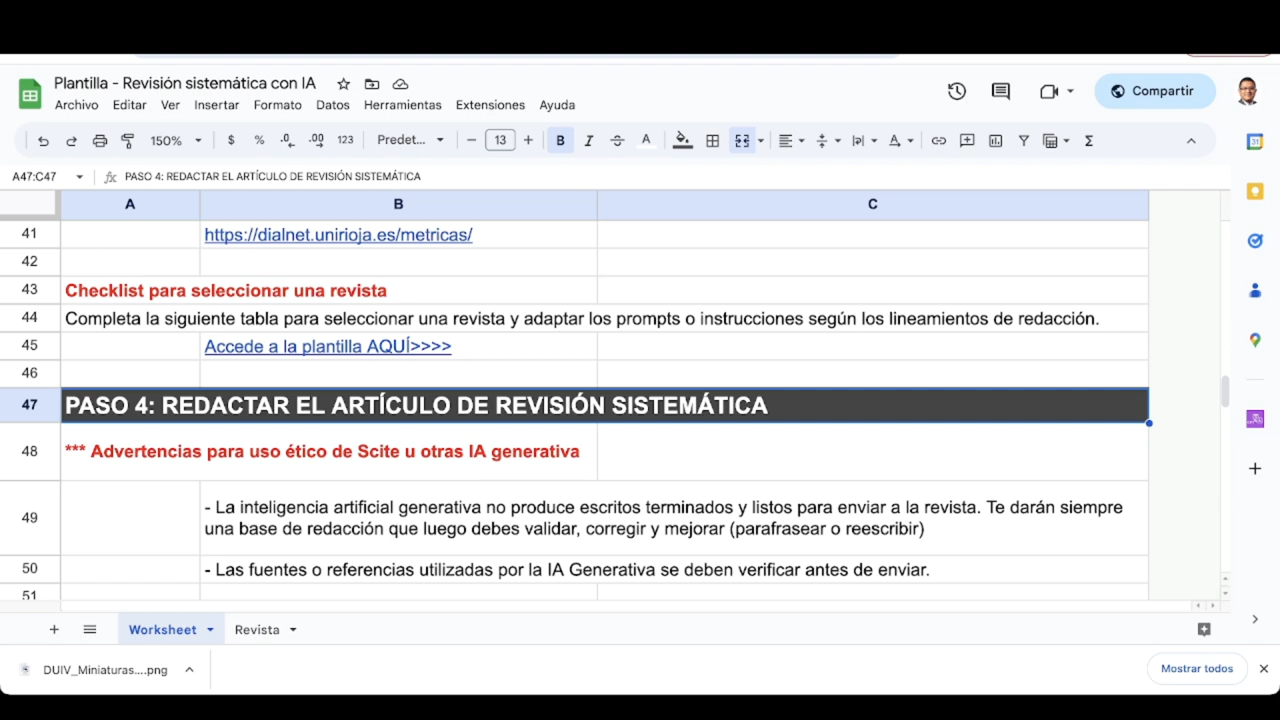 Plantilla - Revisión sistemática con IA
Archivo Editar Ver Insertar Formato Datos Herramientas Extensiones Ayuda
Compartir
150% $ % .0 .00 123 Predet... 13 B I A Σ
31
A47:C47 fx PASO 4: REDACTAR EL ARTÍCULO DE REVISIÓN SISTEMÁTICA
A B C
41 https://dialnet.unirioja.es/metricas/
42
43 Checklist para seleccionar una revista
44 Completa la siguiente tabla para seleccionar una revista y adaptar los prompts o instrucciones según los lineamientos de redacción.
45 Accede a la plantilla AQUÍ>>>>
46
47 PASO 4: REDACTAR EL ARTÍCULO DE REVISIÓN SISTEMÁTICA
48 *** Advertencias para uso ético de Scite u otras IA generativa
49 - La inteligencia artificial generativa no produce escritos terminados y listos para enviar a la revista. Te darán siempre
una base de redacción que luego debes validar, corregir y mejorar (parafrasear o reescribir)
50 - Las fuentes o referencias utilizadas por la IA Generativa se deben verificar antes de enviar.
51
Worksheet Revista
DUIV_Miniaturas....png
Mostrar todos